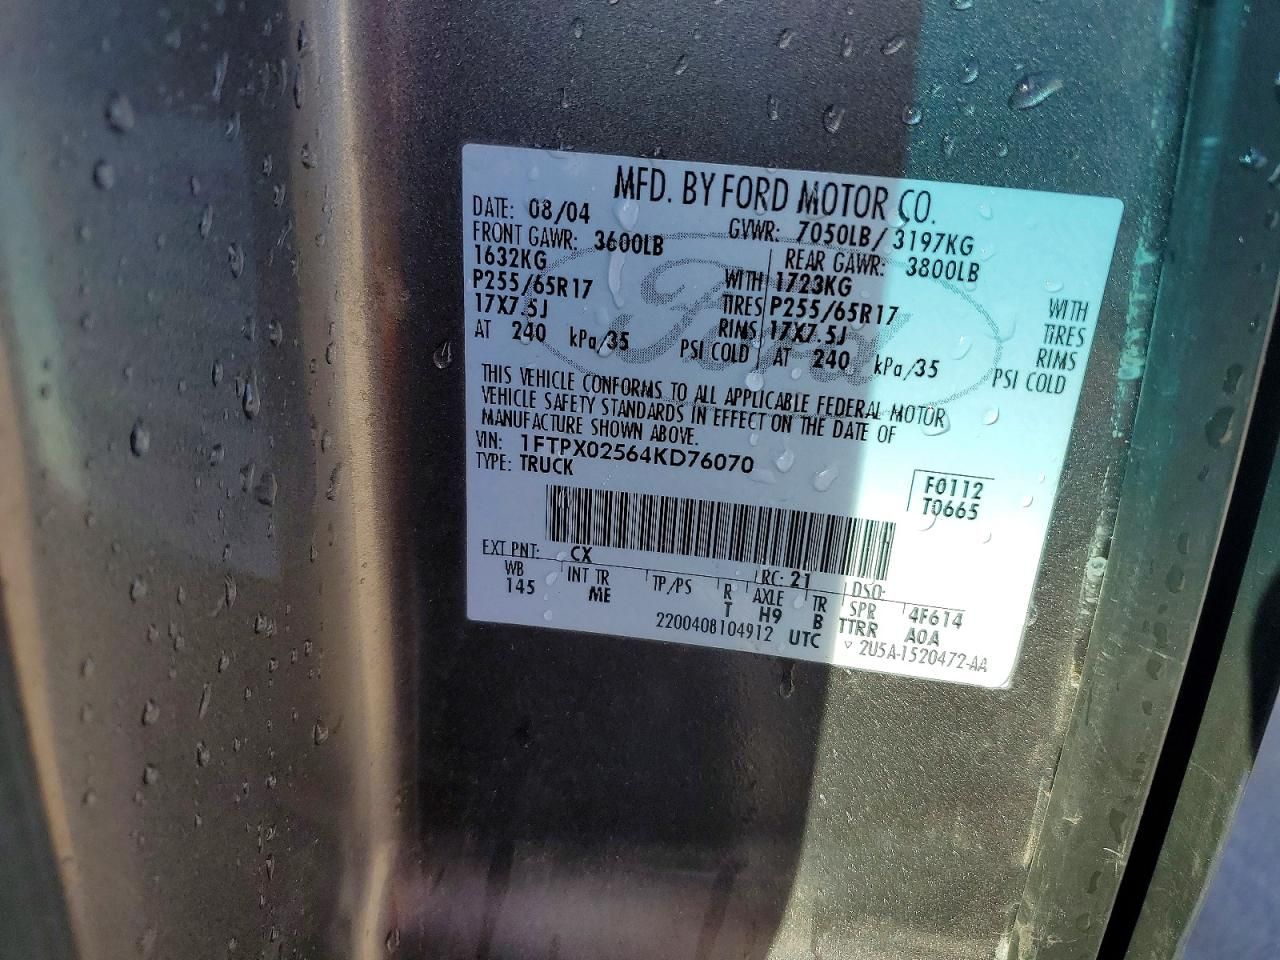 MFD. BY FORD MOTOR CO.
DATE: 08/04 GVWR: 7050LB/ 3197KG
FRONT GAWR: 3600LB REAR GAWR: 3800LB
1632KG WITH 1723KG WITH
P255/65R17 TIRES P255/65R17 TIRES
17X7.5J RIMS 17X7.5J RIMS
AT 240 kPa/35 PSI COLD AT 240 kPa/35 PSI COLD
Ford
THIS VEHICLE CONFORMS TO ALL APPLICABLE FEDERAL MOTOR
VEHICLE SAFETY STANDARDS IN EFFECT ON THE DATE OF
MANUFACTURE SHOWN ABOVE.
VIN: 1FTPX02564KD76070
TYPE: TRUCK
F0112
T0665
EXT PNT: CX RC: 21 DSO:
WB INT TR TP/PS R AXLE TR SPR 4F614
145 ME T H9 B TTRR A0A
2200408104912 UTC ▽ 2U5A-1520472-AA